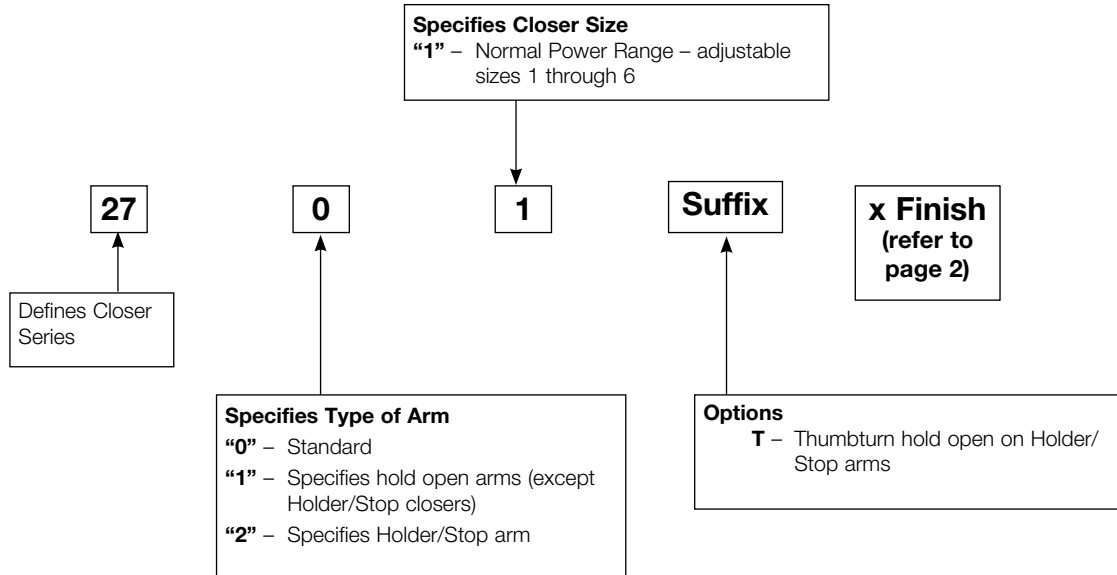 Specifies Closer Size
“1” – Normal Power Range – adjustable
sizes 1 through 6
27
0
1
Suffix
x Finish
(refer to
page 2)
Defines Closer
Series
Specifies Type of Arm
“0” – Standard
“1” – Specifies hold open arms (except
Holder/Stop closers)
“2” – Specifies Holder/Stop arm
Options
T – Thumbturn hold open on Holder/
Stop arms